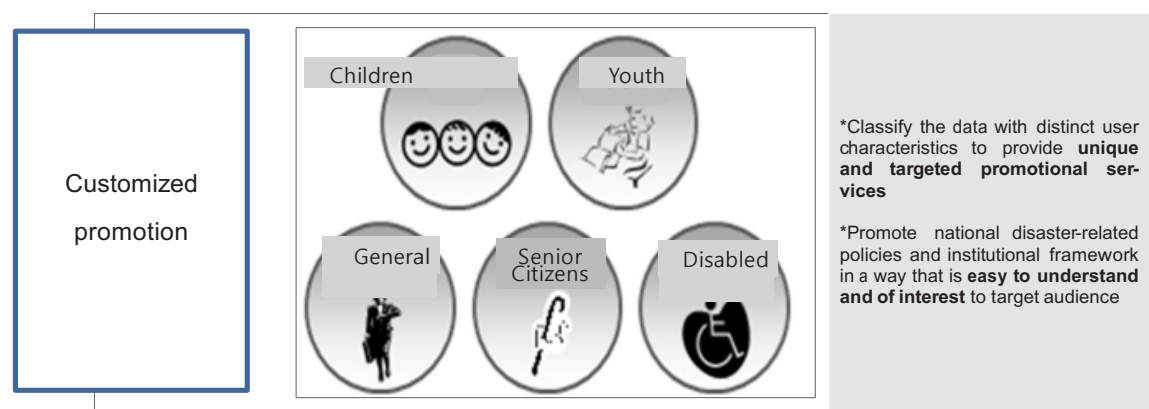 Customized
promotion
Children
Youth
General
Senior
Citizens
Disabled
*Classify the data with distinct user
characteristics to provide unique
and targeted promotional ser-
vices
*Promote national disaster-related
policies and institutional framework
in a way that is easy to understand
and of interest to target audience